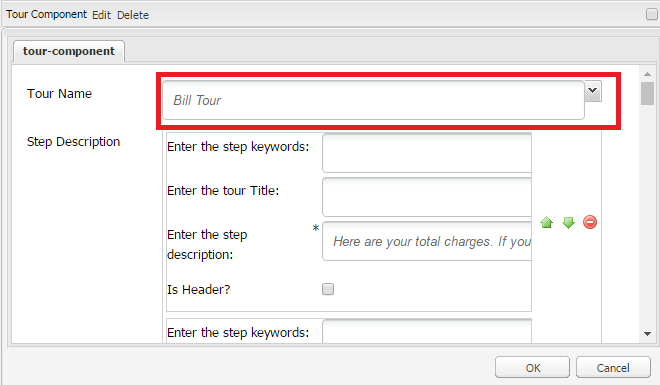 Tour Component Edit Delete
tour-component
Tour Name
Bill Tour
Step Description
Enter the step keywords:
Enter the tour Title:
Enter the step
description:
*
Here are your total charges. If you
Is Header?
Enter the step keywords:
OK
Cancel